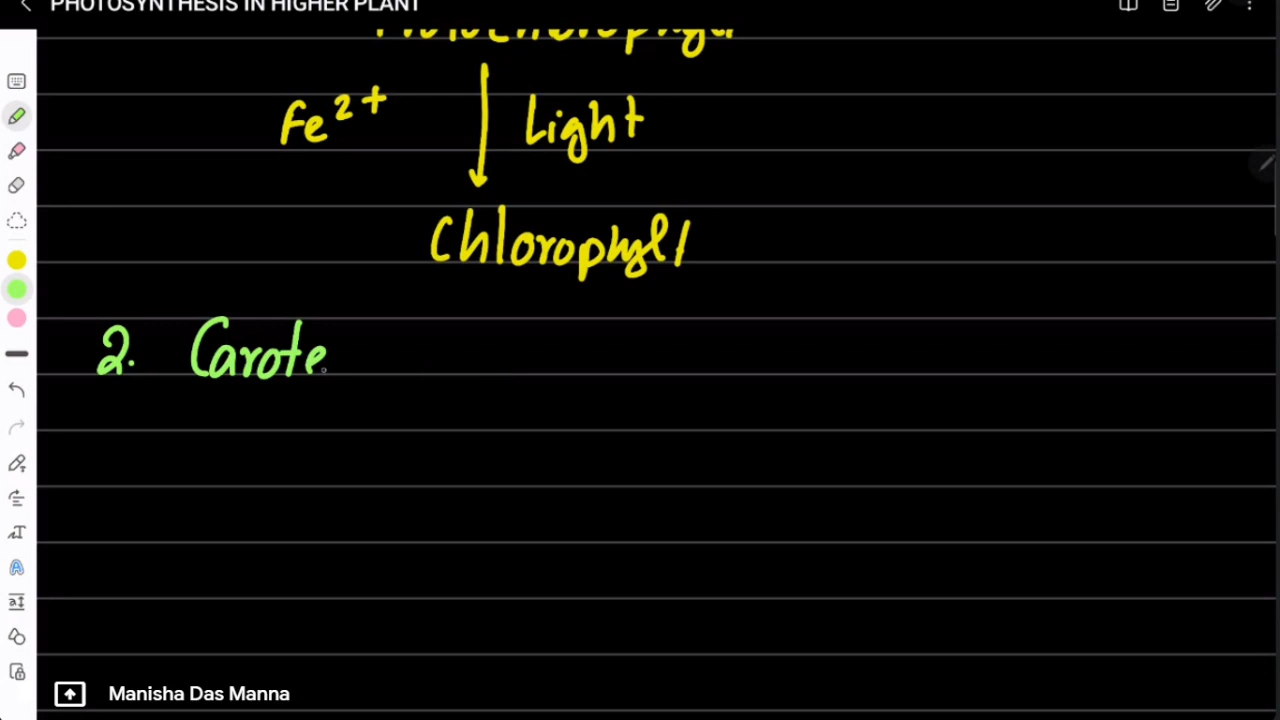 PHOTOSYNTHESIS IN HIGHER PLANT
Fe2+ Light
Chlorophyll
2. Carote
Manisha Das Manna